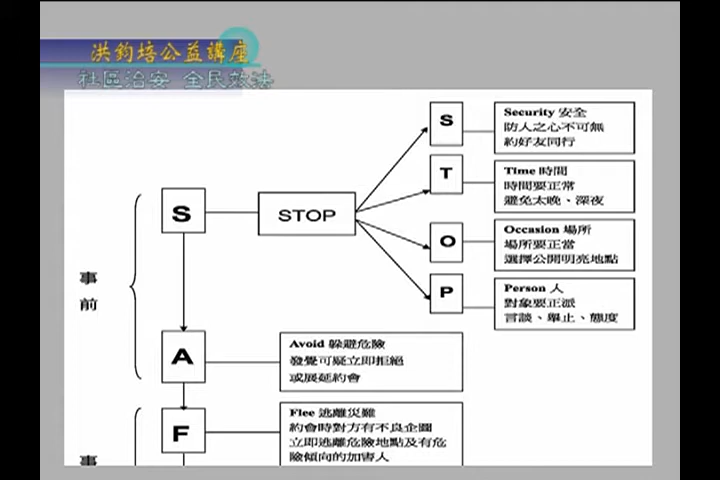 洪鈞培公益講座
社區治安 全民效法
S
Security 安全
防人之心不可無
約好友同行
T
Time 時間
時間要正常
避免太晚、深夜
S
STOP
O
Occasion 場所
場所要正當
選擇公開明亮地點
P
Person 人
對象要正派
言談、舉止、態度
事
前
A
Avoid 躲避危險
發覺可疑立即拒絕
或展延約會
F
Flee 逃離災難
約會時對方有不良企圖
立即逃離危險地點及有危
險傾向的加害人
事